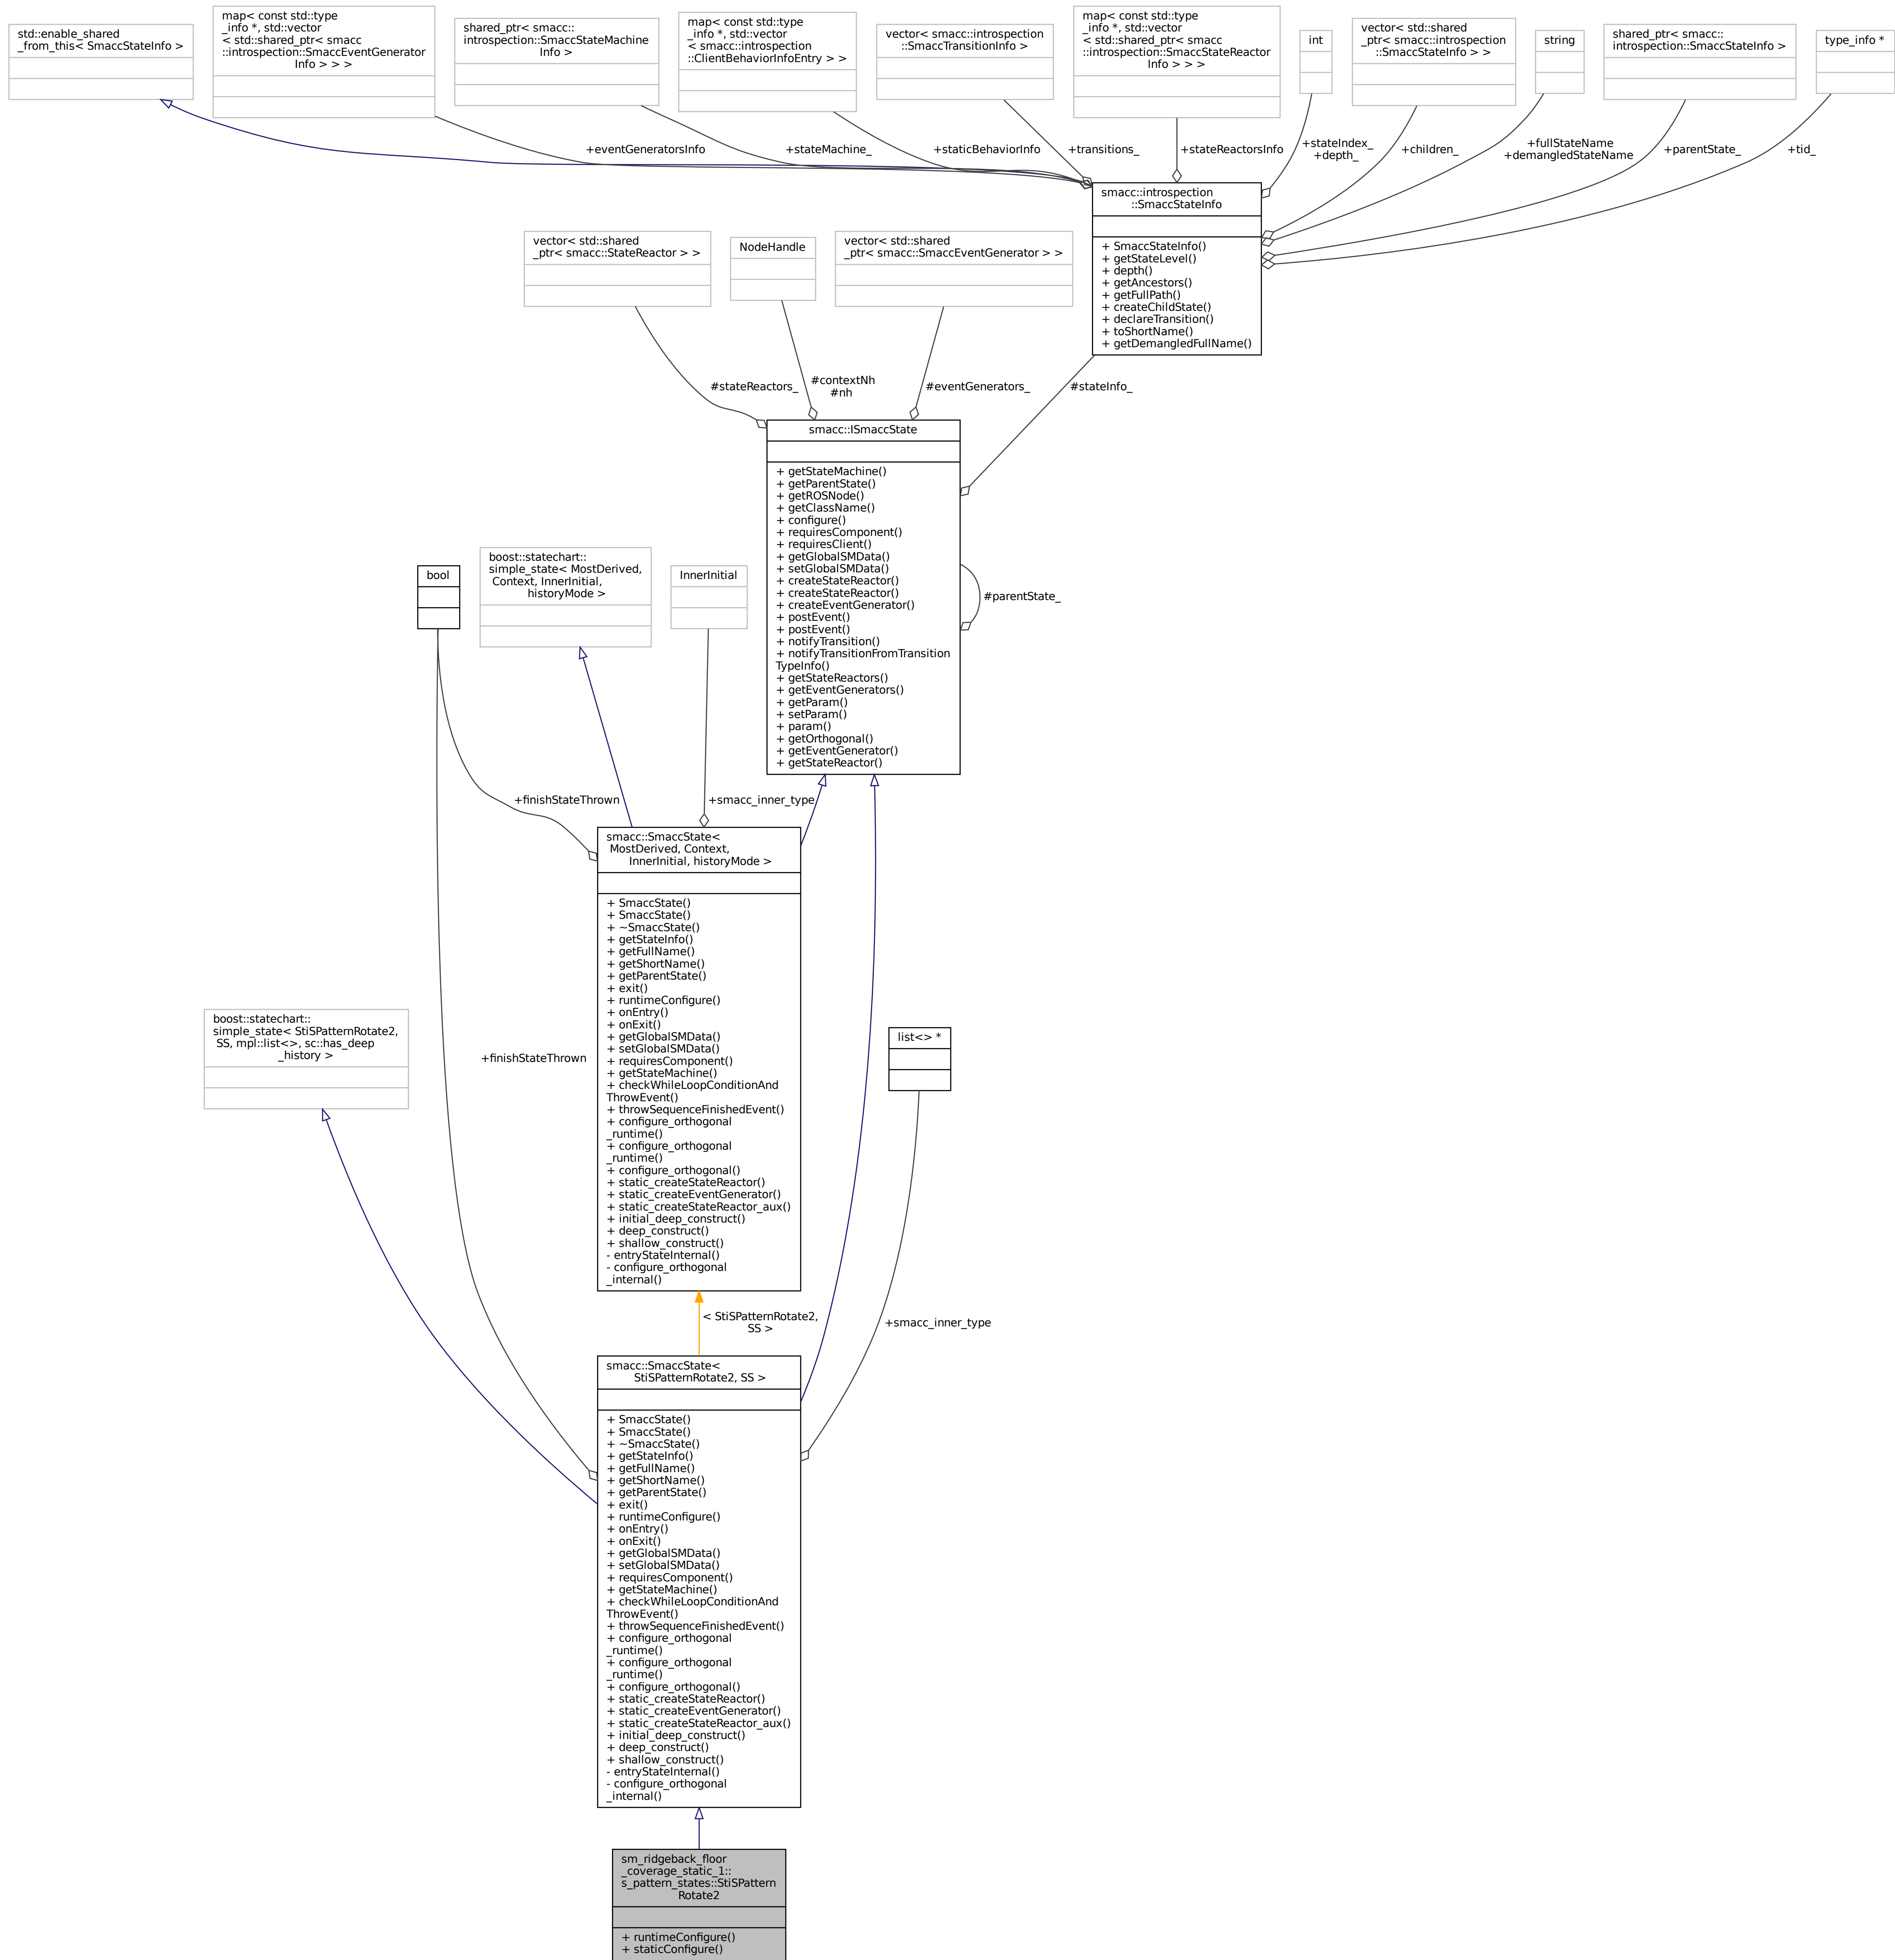 std::enable_shared
_from_this< SmaccStateInfo >
map< const std::type
_info *, std::vector
< std::shared_ptr< smacc
::introspection::SmaccEventGenerator
Info > > >
shared_ptr< smacc::
introspection::SmaccStateMachine
Info >
map< const std::type
_info *, std::vector
< smacc::introspection
::ClientBehaviorInfoEntry > >
vector< smacc::introspection
::SmaccTransitionInfo >
map< const std::type
_info *, std::vector
< std::shared_ptr< smacc
::introspection::SmaccStateReactor
Info > > >
int
vector< std::shared
_ptr< smacc::introspection
::SmaccStateInfo > >
string
shared_ptr< smacc::
introspection::SmaccStateInfo >
type_info *
+eventGeneratorsInfo
+stateMachine_
+staticBehaviorInfo
+transitions_
+stateReactorsInfo
+stateIndex_
+depth_
+children_
+fullStateName
+demangledStateName
+parentState_
+tid_
smacc::introspection
::SmaccStateInfo
+ SmaccStateInfo()
+ getStateLevel()
+ depth()
+ getAncestors()
+ getFullPath()
+ createChildState()
+ declareTransition()
+ toShortName()
+ getDemangledFullName()
vector< std::shared
_ptr< smacc::StateReactor > >
NodeHandle
vector< std::shared
_ptr< smacc::SmaccEventGenerator > >
#stateReactors_
#contextNh
#nh
#eventGenerators_
#stateInfo_
smacc::ISmaccState
+ getStateMachine()
+ getParentState()
+ getROSNode()
+ getClassName()
+ configure()
+ requiresComponent()
+ requiresClient()
+ getGlobalSMData()
+ setGlobalSMData()
+ createStateReactor()
+ createStateReactor()
+ createEventGenerator()
+ postEvent()
+ postEvent()
+ notifyTransition()
+ notifyTransitionFromTransition
TypeInfo()
+ getStateReactors()
+ getEventGenerators()
+ getParam()
+ setParam()
+ param()
+ getOrthogonal()
+ getEventGenerator()
+ getStateReactor()
#parentState_
bool
boost::statechart::
simple_state< MostDerived,
Context, InnerInitial,
historyMode >
InnerInitial
+finishStateThrown
+smacc_inner_type
smacc::SmaccState<
MostDerived, Context,
InnerInitial, historyMode >
+ SmaccState()
+ SmaccState()
+ ~SmaccState()
+ getStateInfo()
+ getFullName()
+ getShortName()
+ getParentState()
+ exit()
+ runtimeConfigure()
+ onEntry()
+ onExit()
+ getGlobalSMData()
+ setGlobalSMData()
+ requiresComponent()
+ getStateMachine()
+ checkWhileLoopConditionAnd
ThrowEvent()
+ throwSequenceFinishedEvent()
+ configure_orthogonal
_runtime()
+ configure_orthogonal
_runtime()
+ configure_orthogonal()
+ static_createStateReactor()
+ static_createEventGenerator()
+ static_createStateReactor_aux()
+ initial_deep_construct()
+ deep_construct()
+ shallow_construct()
- entryStateInternal()
- configure_orthogonal
_internal()
boost::statechart::
simple_state< StiSPatternRotate2,
SS, mpl::list<>, sc::has_deep
_history >
+finishStateThrown
list<> *
< StiSPatternRotate2,
SS >
+smacc_inner_type
smacc::SmaccState<
StiSPatternRotate2, SS >
+ SmaccState()
+ SmaccState()
+ ~SmaccState()
+ getStateInfo()
+ getFullName()
+ getShortName()
+ getParentState()
+ exit()
+ runtimeConfigure()
+ onEntry()
+ onExit()
+ getGlobalSMData()
+ setGlobalSMData()
+ requiresComponent()
+ getStateMachine()
+ checkWhileLoopConditionAnd
ThrowEvent()
+ throwSequenceFinishedEvent()
+ configure_orthogonal
_runtime()
+ configure_orthogonal
_runtime()
+ configure_orthogonal()
+ static_createStateReactor()
+ static_createEventGenerator()
+ static_createStateReactor_aux()
+ initial_deep_construct()
+ deep_construct()
+ shallow_construct()
- entryStateInternal()
- configure_orthogonal
_internal()
sm_ridgeback_floor
_coverage_static_1::
s_pattern_states::StiSPattern
Rotate2
+ runtimeConfigure()
+ staticConfigure()